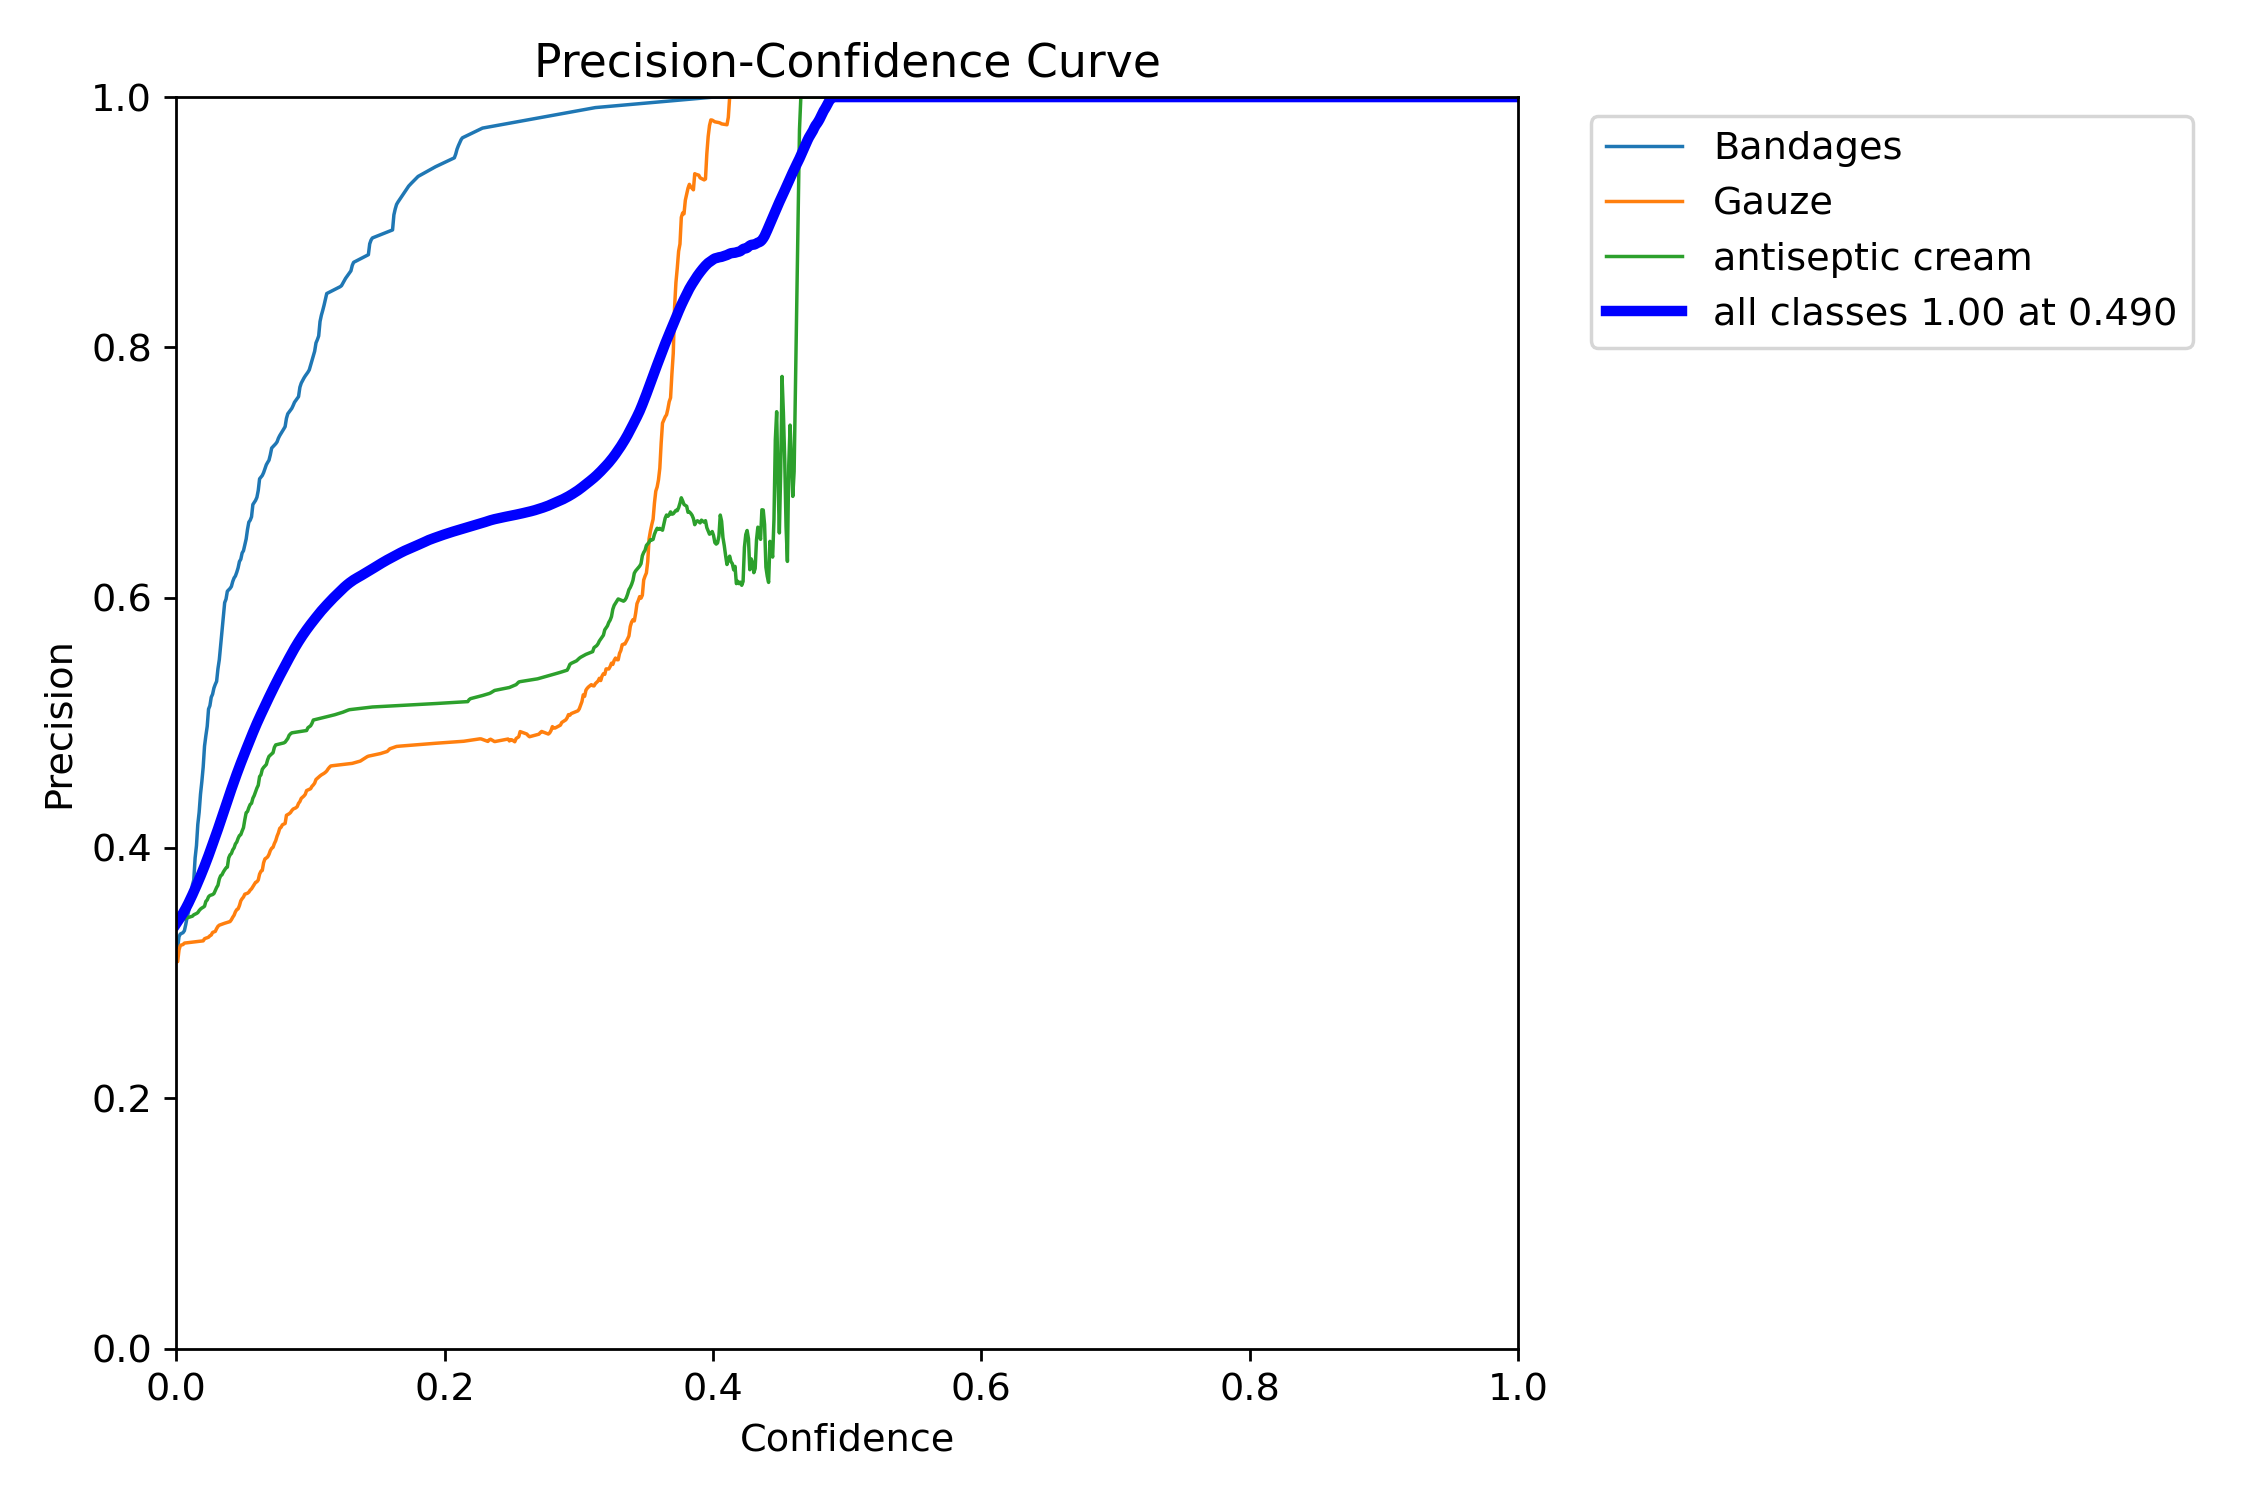 Precision-Confidence Curve
Bandages
Gauze
antiseptic cream
all classes 1.00 at 0.490
Precision
1.0
0.8
0.6
0.4
0.2
0.0
0.0 0.2 0.4 0.6 0.8 1.0
Confidence